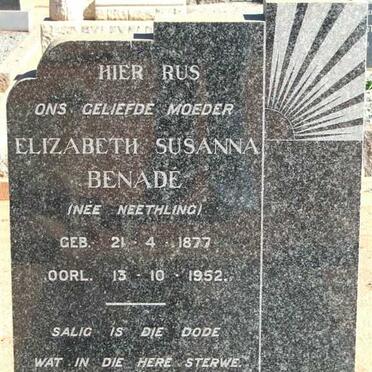 HIER RUS
ONS GELIEFDE MOEDER
ELIZABETH SUSANNA
BENADÉ
(NÉE NEETHLING)
GEB. 21 - 4 - 1877
OORL. 13 - 10 - 1952.
SALIG IS DIE DODE
WAT IN DIE HERE STERWE.